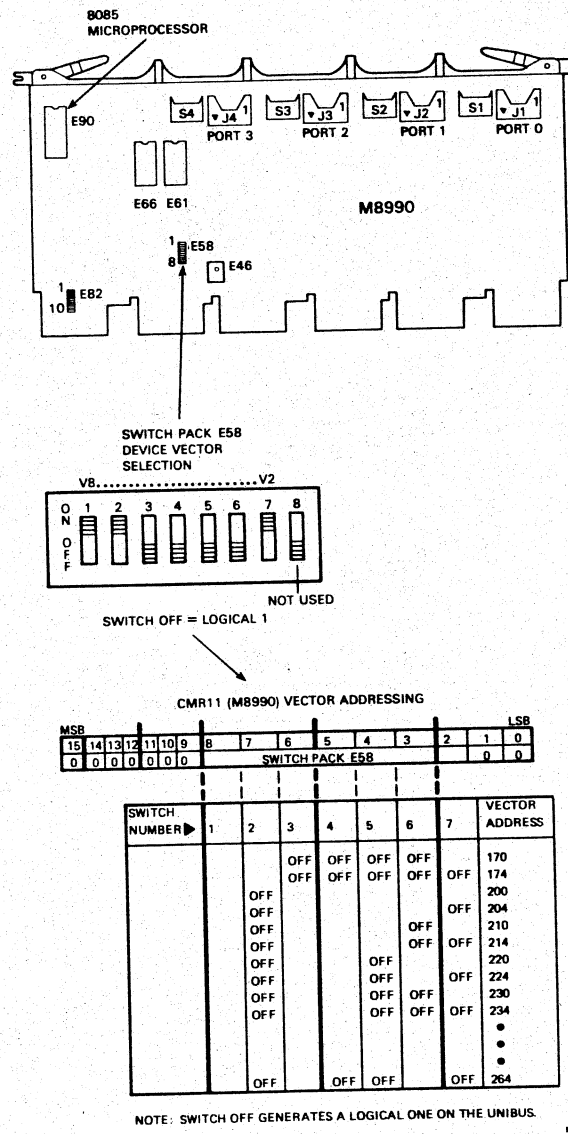 8085
MICROPROCESSOR
E90
S4
J4 1
S3
J3 1
S2
J2 1
S1
J1 1
PORT 3
PORT 2
PORT 1
PORT 0
E66 E61
M8990
1 E58
8
E46
1 E82
10
SWITCH PACK E58
DEVICE VECTOR
SELECTION
V8..........................V2
ON OFF
1 2 3 4 5 6 7 8
NOT USED
SWITCH OFF = LOGICAL 1
CMR11 (M8990) VECTOR ADDRESSING
MSB LSB
15 14 13 12 11 10 9 8 7 6 5 4 3 2 1 0
0 0 0 0 0 0 0 SWITCH PACK E58 0 0
SWITCH NUMBER▶ 1 2 3 4 5 6 7 VECTOR ADDRESS
OFF OFF OFF OFF 170
OFF OFF OFF OFF OFF 174
OFF 200
OFF OFF 204
OFF OFF 210
OFF OFF OFF 214
OFF OFF 220
OFF OFF OFF 224
OFF OFF OFF 230
OFF OFF OFF OFF 234
●
●
●
OFF OFF OFF OFF 264
NOTE: SWITCH OFF GENERATES A LOGICAL ONE ON THE UNIBUS.